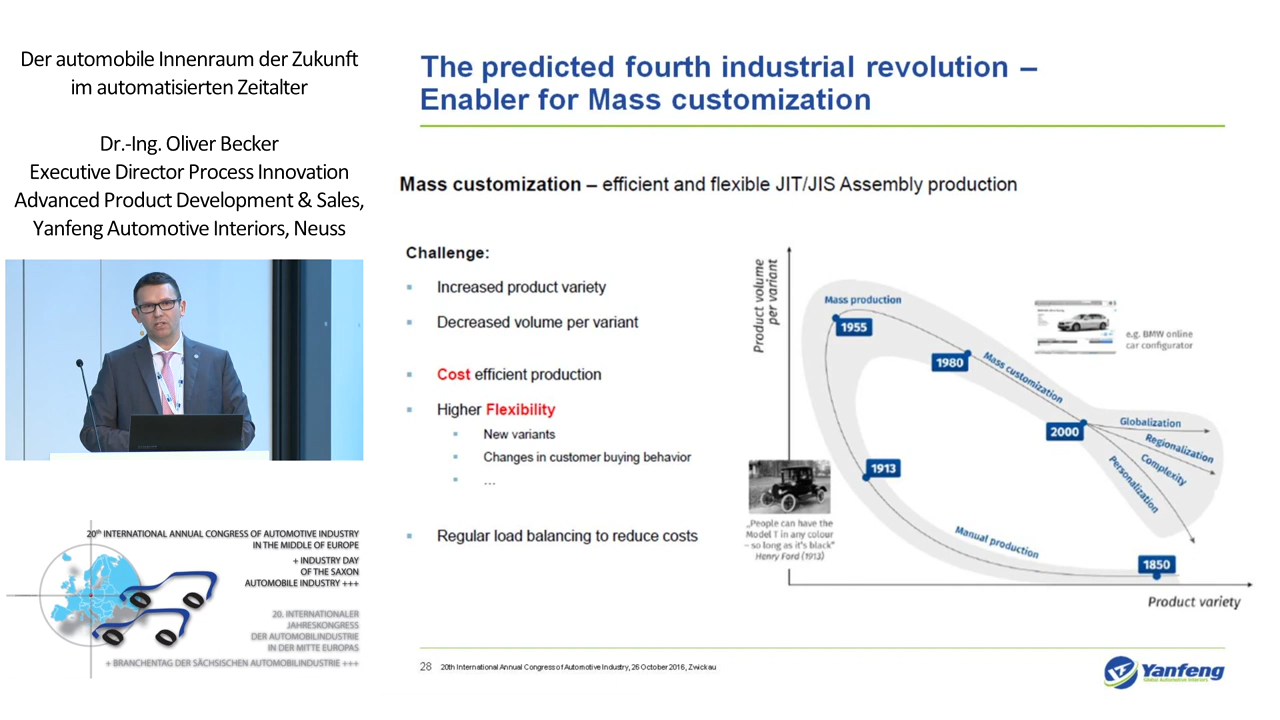 Der automobile Innenraum der Zukunft
im automatisierten Zeitalter
Dr.-Ing. Oliver Becker
Executive Director Process Innovation
Advanced Product Development & Sales,
Yanfeng Automotive Interiors, Neuss
20th INTERNATIONAL ANNUAL CONGRESS OF AUTOMOTIVE INDUSTRY
IN THE MIDDLE OF EUROPE
+ INDUSTRY DAY
OF THE SAXON
AUTOMOBILE INDUSTRY +++
20. INTERNATIONALER
JAHRESKONGRESS
DER AUTOMOBILINDUSTRIE
IN DER MITTE EUROPAS
+ BRANCHENTAG DER SÄCHSISCHEN AUTOMOBILINDUSTRIE +++
The predicted fourth industrial revolution –
Enabler for Mass customization
Mass customization – efficient and flexible JIT/JIS Assembly production
Challenge:
Increased product variety
Decreased volume per variant
Cost efficient production
Higher Flexibility
New variants
Changes in customer buying behavior
...
Regular load balancing to reduce costs
Product volume
per variant
Mass production
1955
1980
Mass customization
e.g. BMW online
car configurator
2000
Globalization
Regionalization
Complexity
Personalization
1913
„People can have the
Model T in any colour
– so long as it's black"
Henry Ford (1913)
Manual production
1850
Product variety
28 20th International Annual Congress of Automotive Industry, 26 October 2016, Zwickau
Yanfeng
Global Automotive Interiors